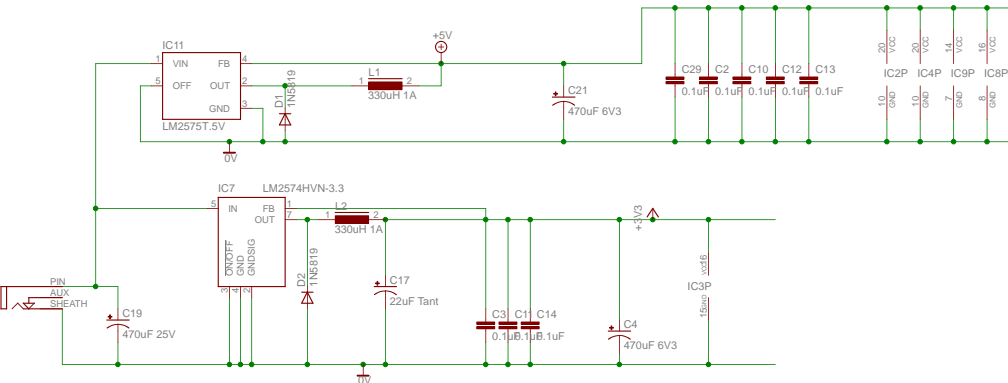 IC11
1 VIN FB 4
5 OFF OUT 2
GND 3
LM2575T.5V
D1
1N5819
L1
1 2
330uH 1A
+5V
C21
470uF 6V3
0V
C29
0.1uF
C2
0.1uF
C10
0.1uF
C12
0.1uF
C13
0.1uF
20 VCC
IC2P
10 GND
20 VCC
IC4P
10 GND
14 VCC
IC9P
7 GND
16 VCC
IC8P
8 GND
IC7 LM2574HVN-3.3
5 IN FB 1
OUT 7
ON/OFF
GND
GNDSIG
3 4 2
D2
1N5819
L2
1 2
330uH 1A
C17
22uF Tant
C3
0.1uF
0.1uF
C14
0.1uF
+3V3
C4
470uF 6V3
VCC 16
IC3P
15 GND
PIN
AUX
SHEATH
C19
470uF 25V
0V